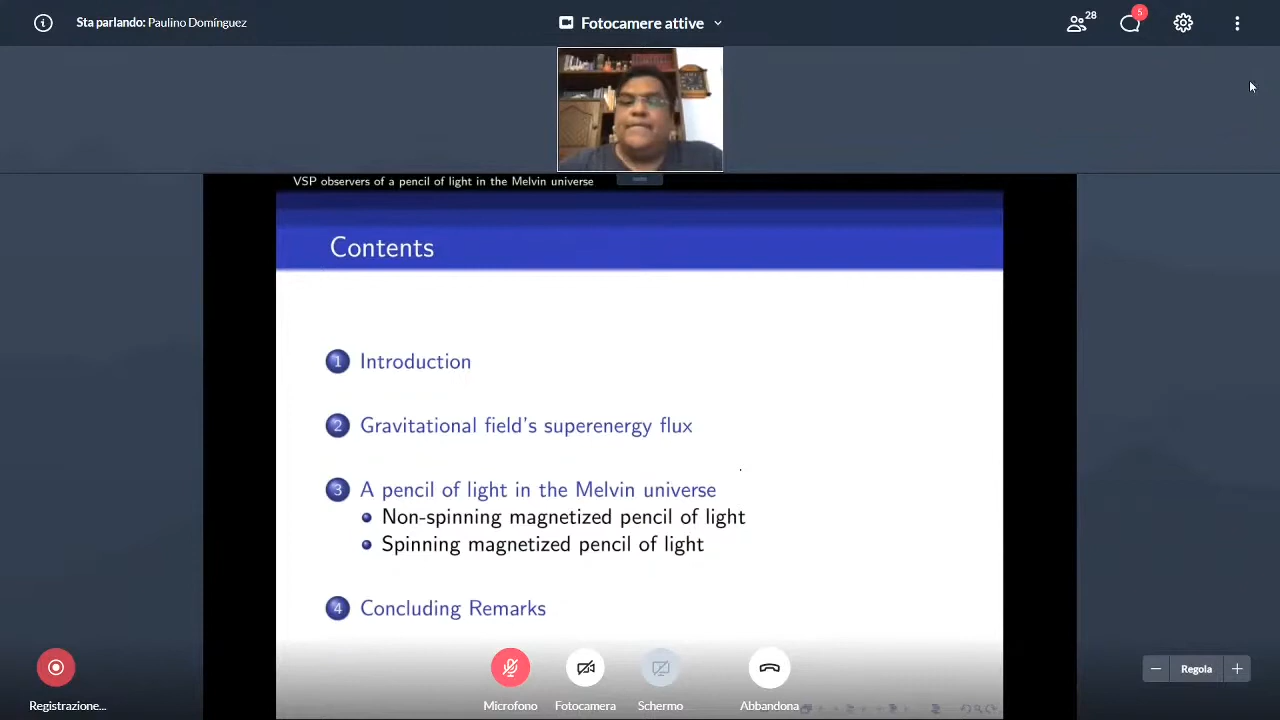 Sta parlando: Paulino Domínguez
Fotocamere attive
28
5
VSP observers of a pencil of light in the Melvin universe
Contents
1 Introduction
2 Gravitational field's superenergy flux
3 A pencil of light in the Melvin universe
Non-spinning magnetized pencil of light
Spinning magnetized pencil of light
4 Concluding Remarks
Registrazione...
Microfono
Fotocamera
Schermo
Abbandona
Regola